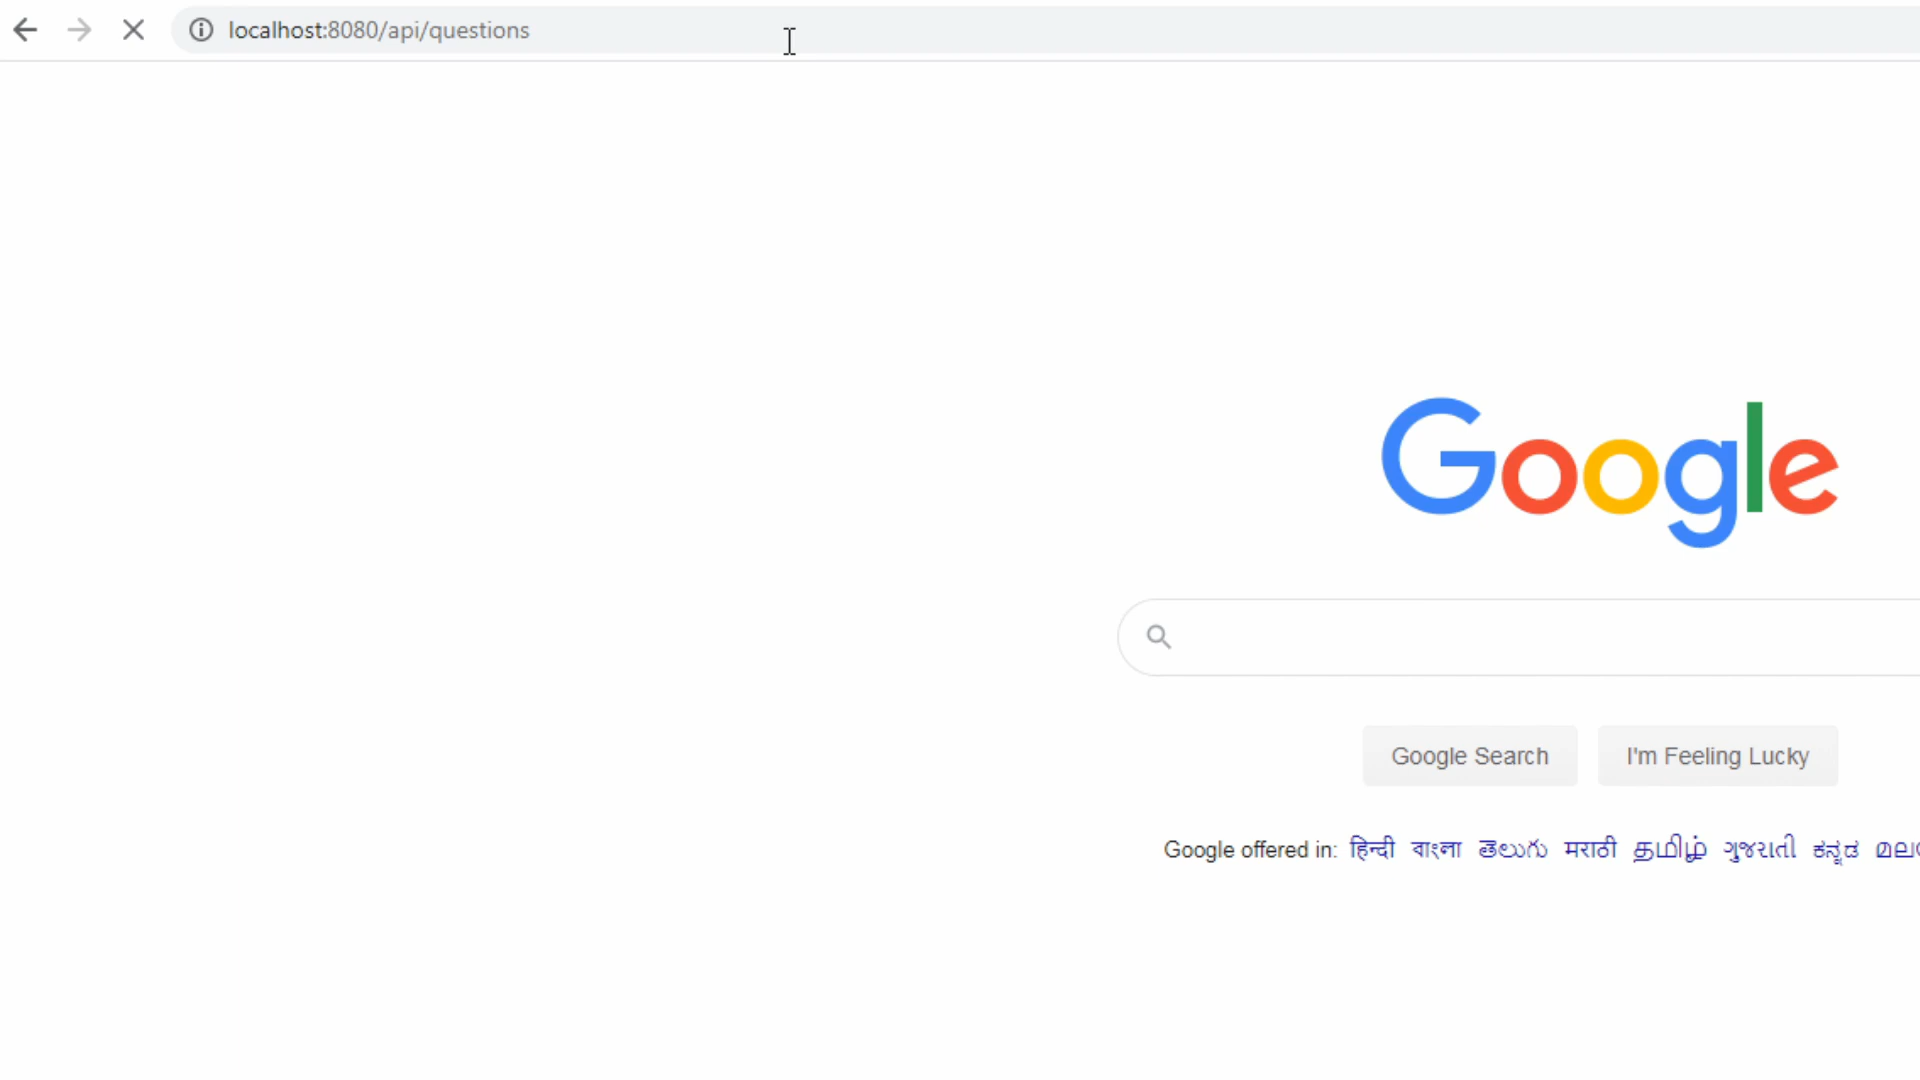 localhost:8080/api/questions
Google
Google Search
I'm Feeling Lucky
Google offered in: हिन्दी বাংলা తెలుగు मराठी தமிழ் ગુજરાતી ಕನ್ನಡ